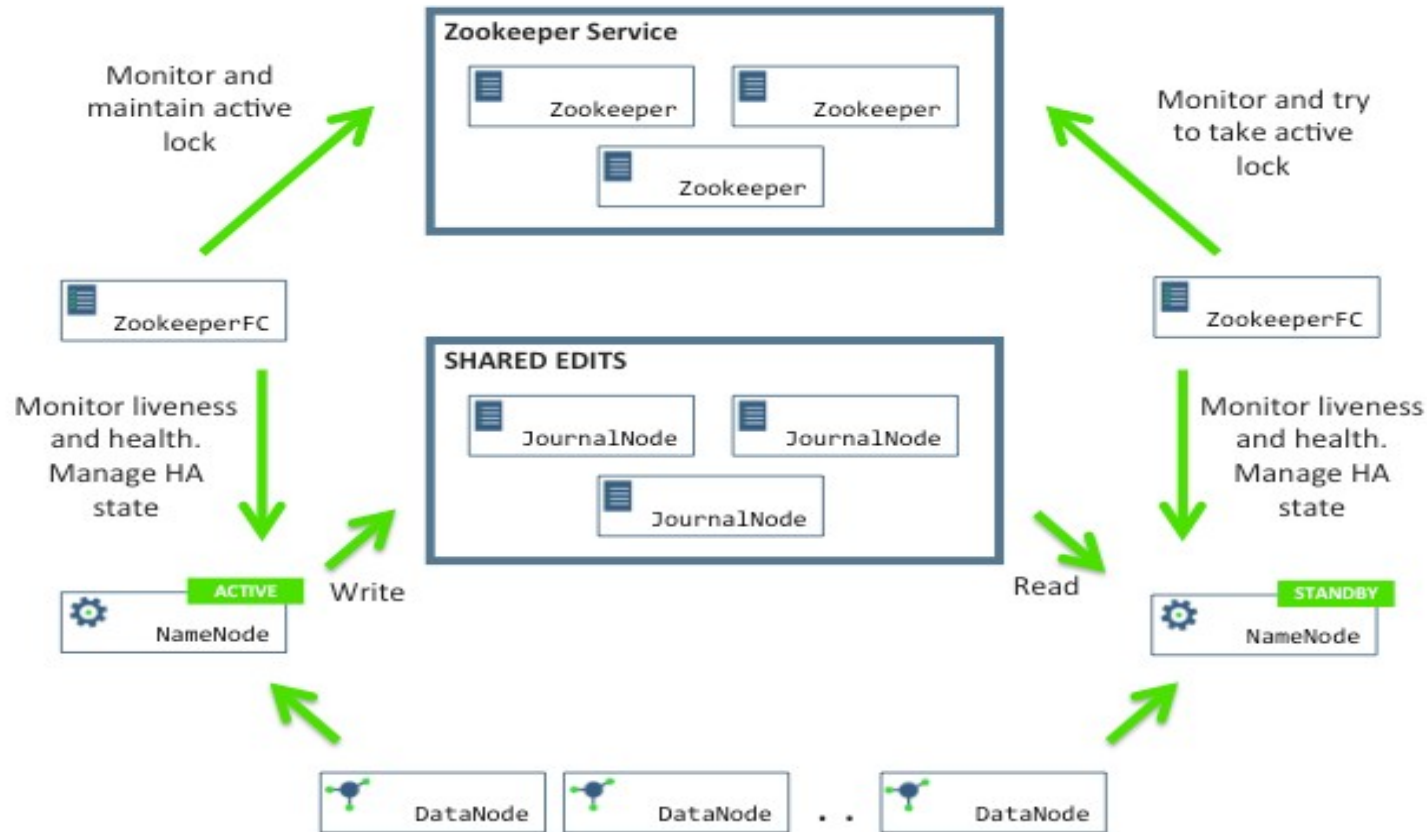 Zookeeper Service
Zookeeper
Zookeeper
Zookeeper
Monitor and
maintain active
lock
Monitor and try
to take active
lock
ZookeeperFC
ZookeeperFC
SHARED EDITS
JournalNode
JournalNode
JournalNode
Monitor liveness
and health.
Manage HA
state
Monitor liveness
and health.
Manage HA
state
Write
Read
ACTIVE
NameNode
STANDBY
NameNode
DataNode
DataNode
. .
DataNode